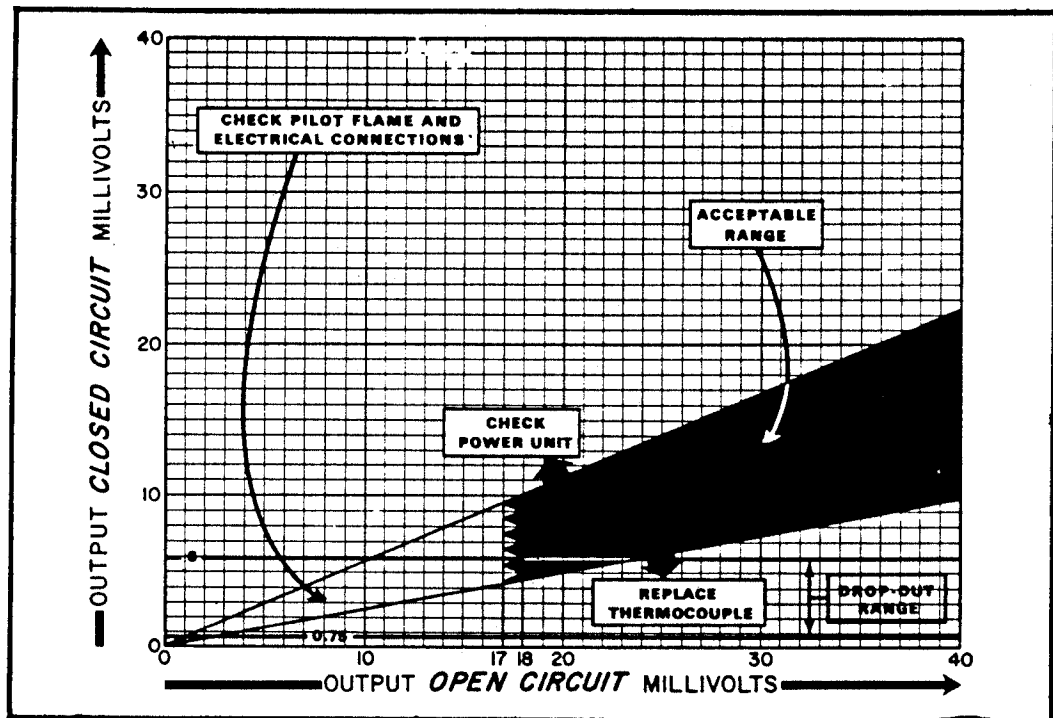 OUTPUT CLOSED CIRCUIT MILLIVOLTS
40
30
20
10
0
CHECK PILOT FLAME AND
ELECTRICAL CONNECTIONS
ACCEPTABLE
RANGE
CHECK
POWER UNIT
REPLACE
THERMOCOUPLE
DROP-OUT
RANGE
0.75
0
10
17
18
20
30
40
OUTPUT OPEN CIRCUIT MILLIVOLTS